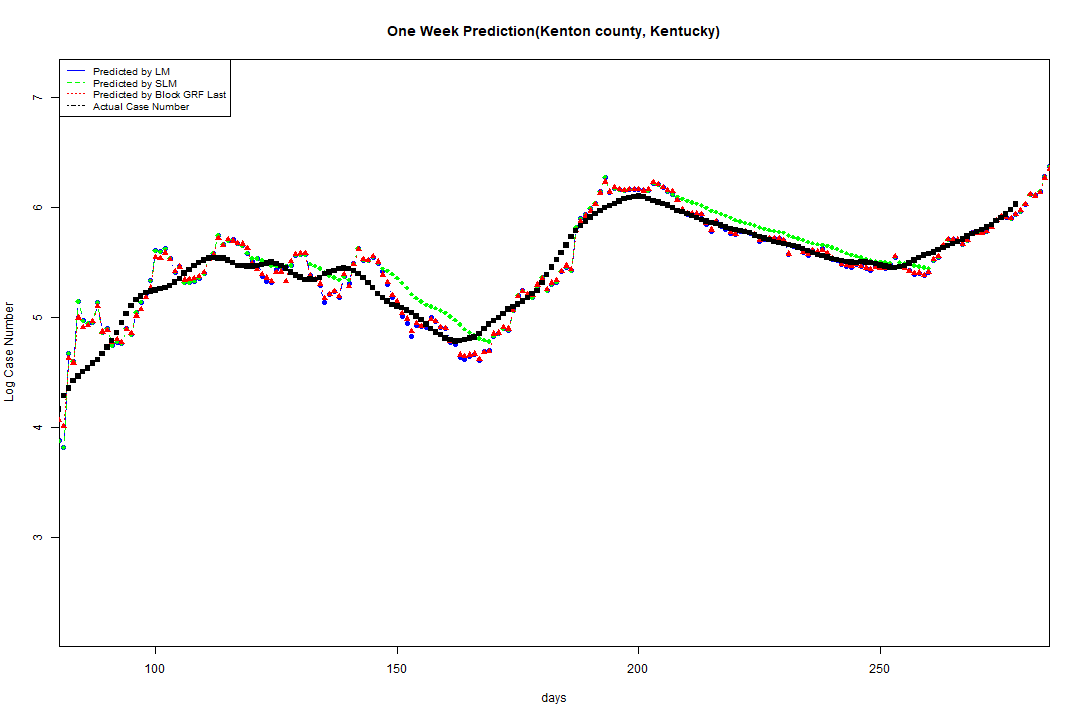 One Week Prediction(Kenton county, Kentucky)
Predicted by LM
Predicted by SLM
Predicted by Block GRF Last
Actual Case Number
7
6
5
4
3
Log Case Number
100 150 200 250
days